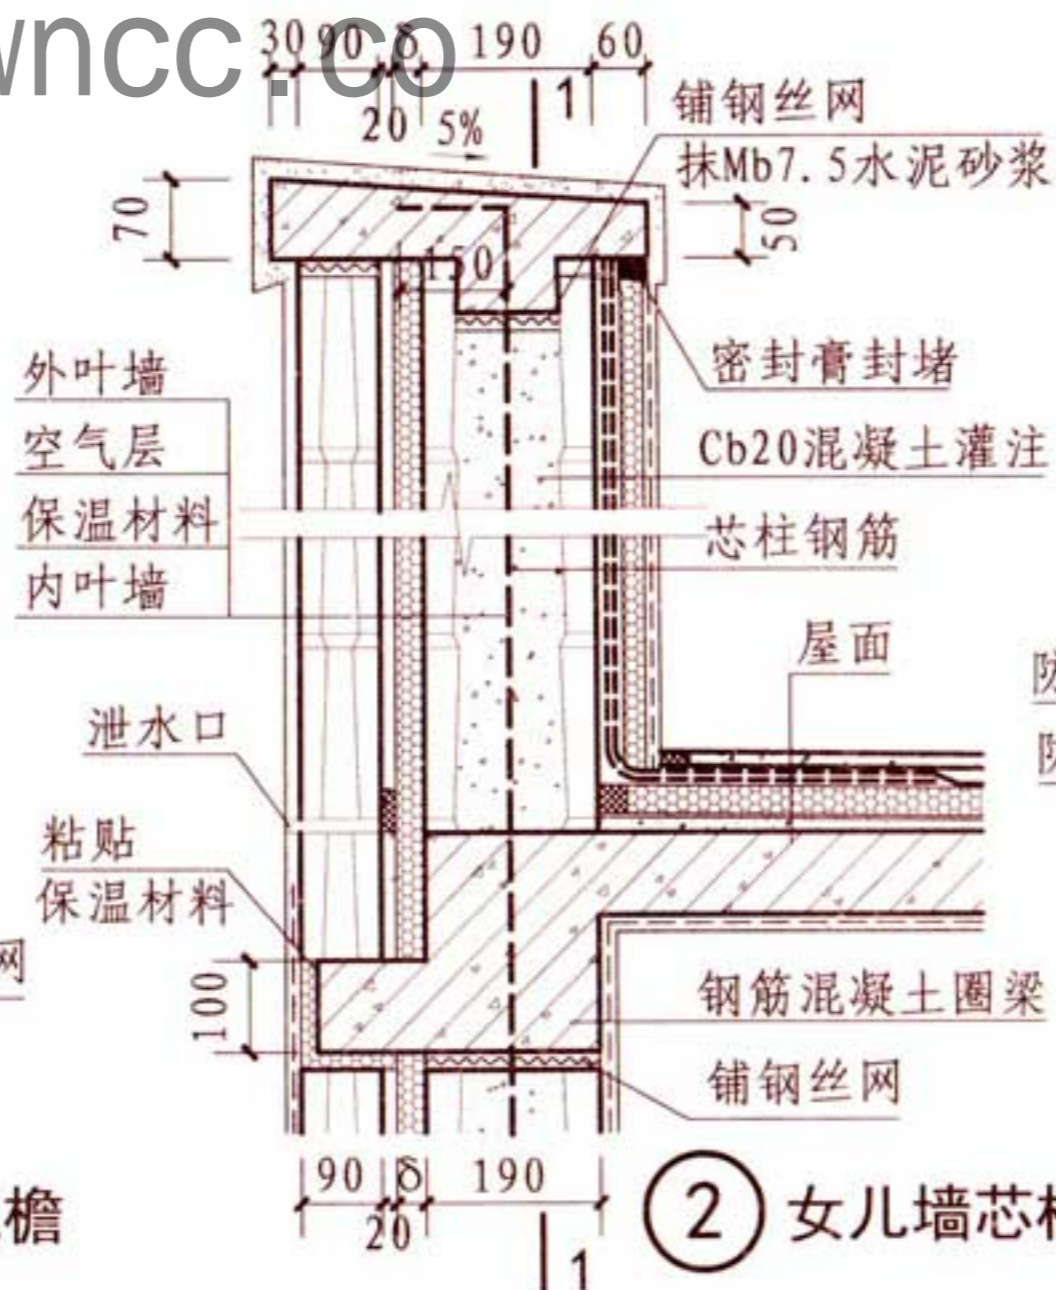 wncc.co
30 90 δ 190 60
20
5%
1
铺钢丝网
抹Mb7.5水泥砂浆
70
50
150
密封膏封堵
外叶墙
空气层
保温材料
内叶墙
Cb20混凝土灌注
芯柱钢筋
屋面
泄水口
粘贴
保温材料
网
100
钢筋混凝土圈梁
铺钢丝网
90 δ 190
20
1
檐
2 女儿墙芯